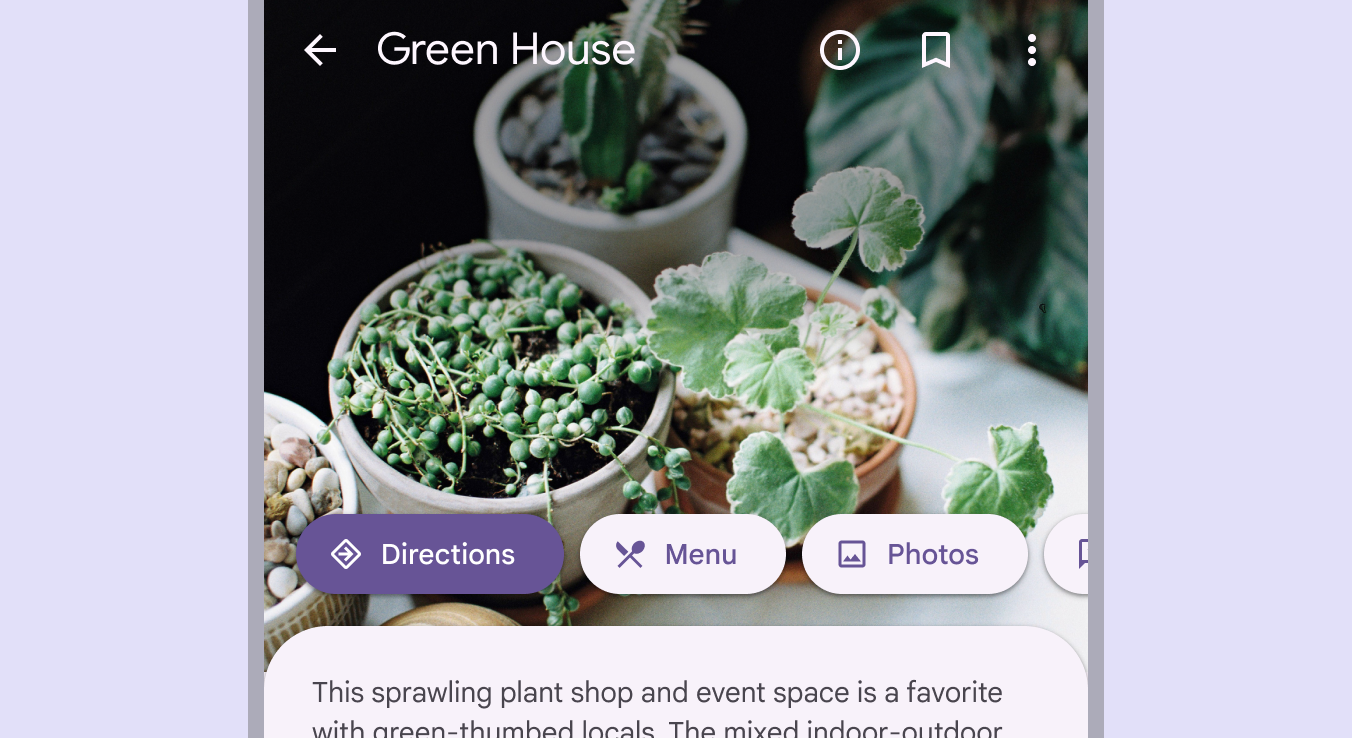 Green House
Directions
Menu
Photos
This sprawling plant shop and event space is a favorite
with green-thumbed locals. The mixed indoor-outdoor